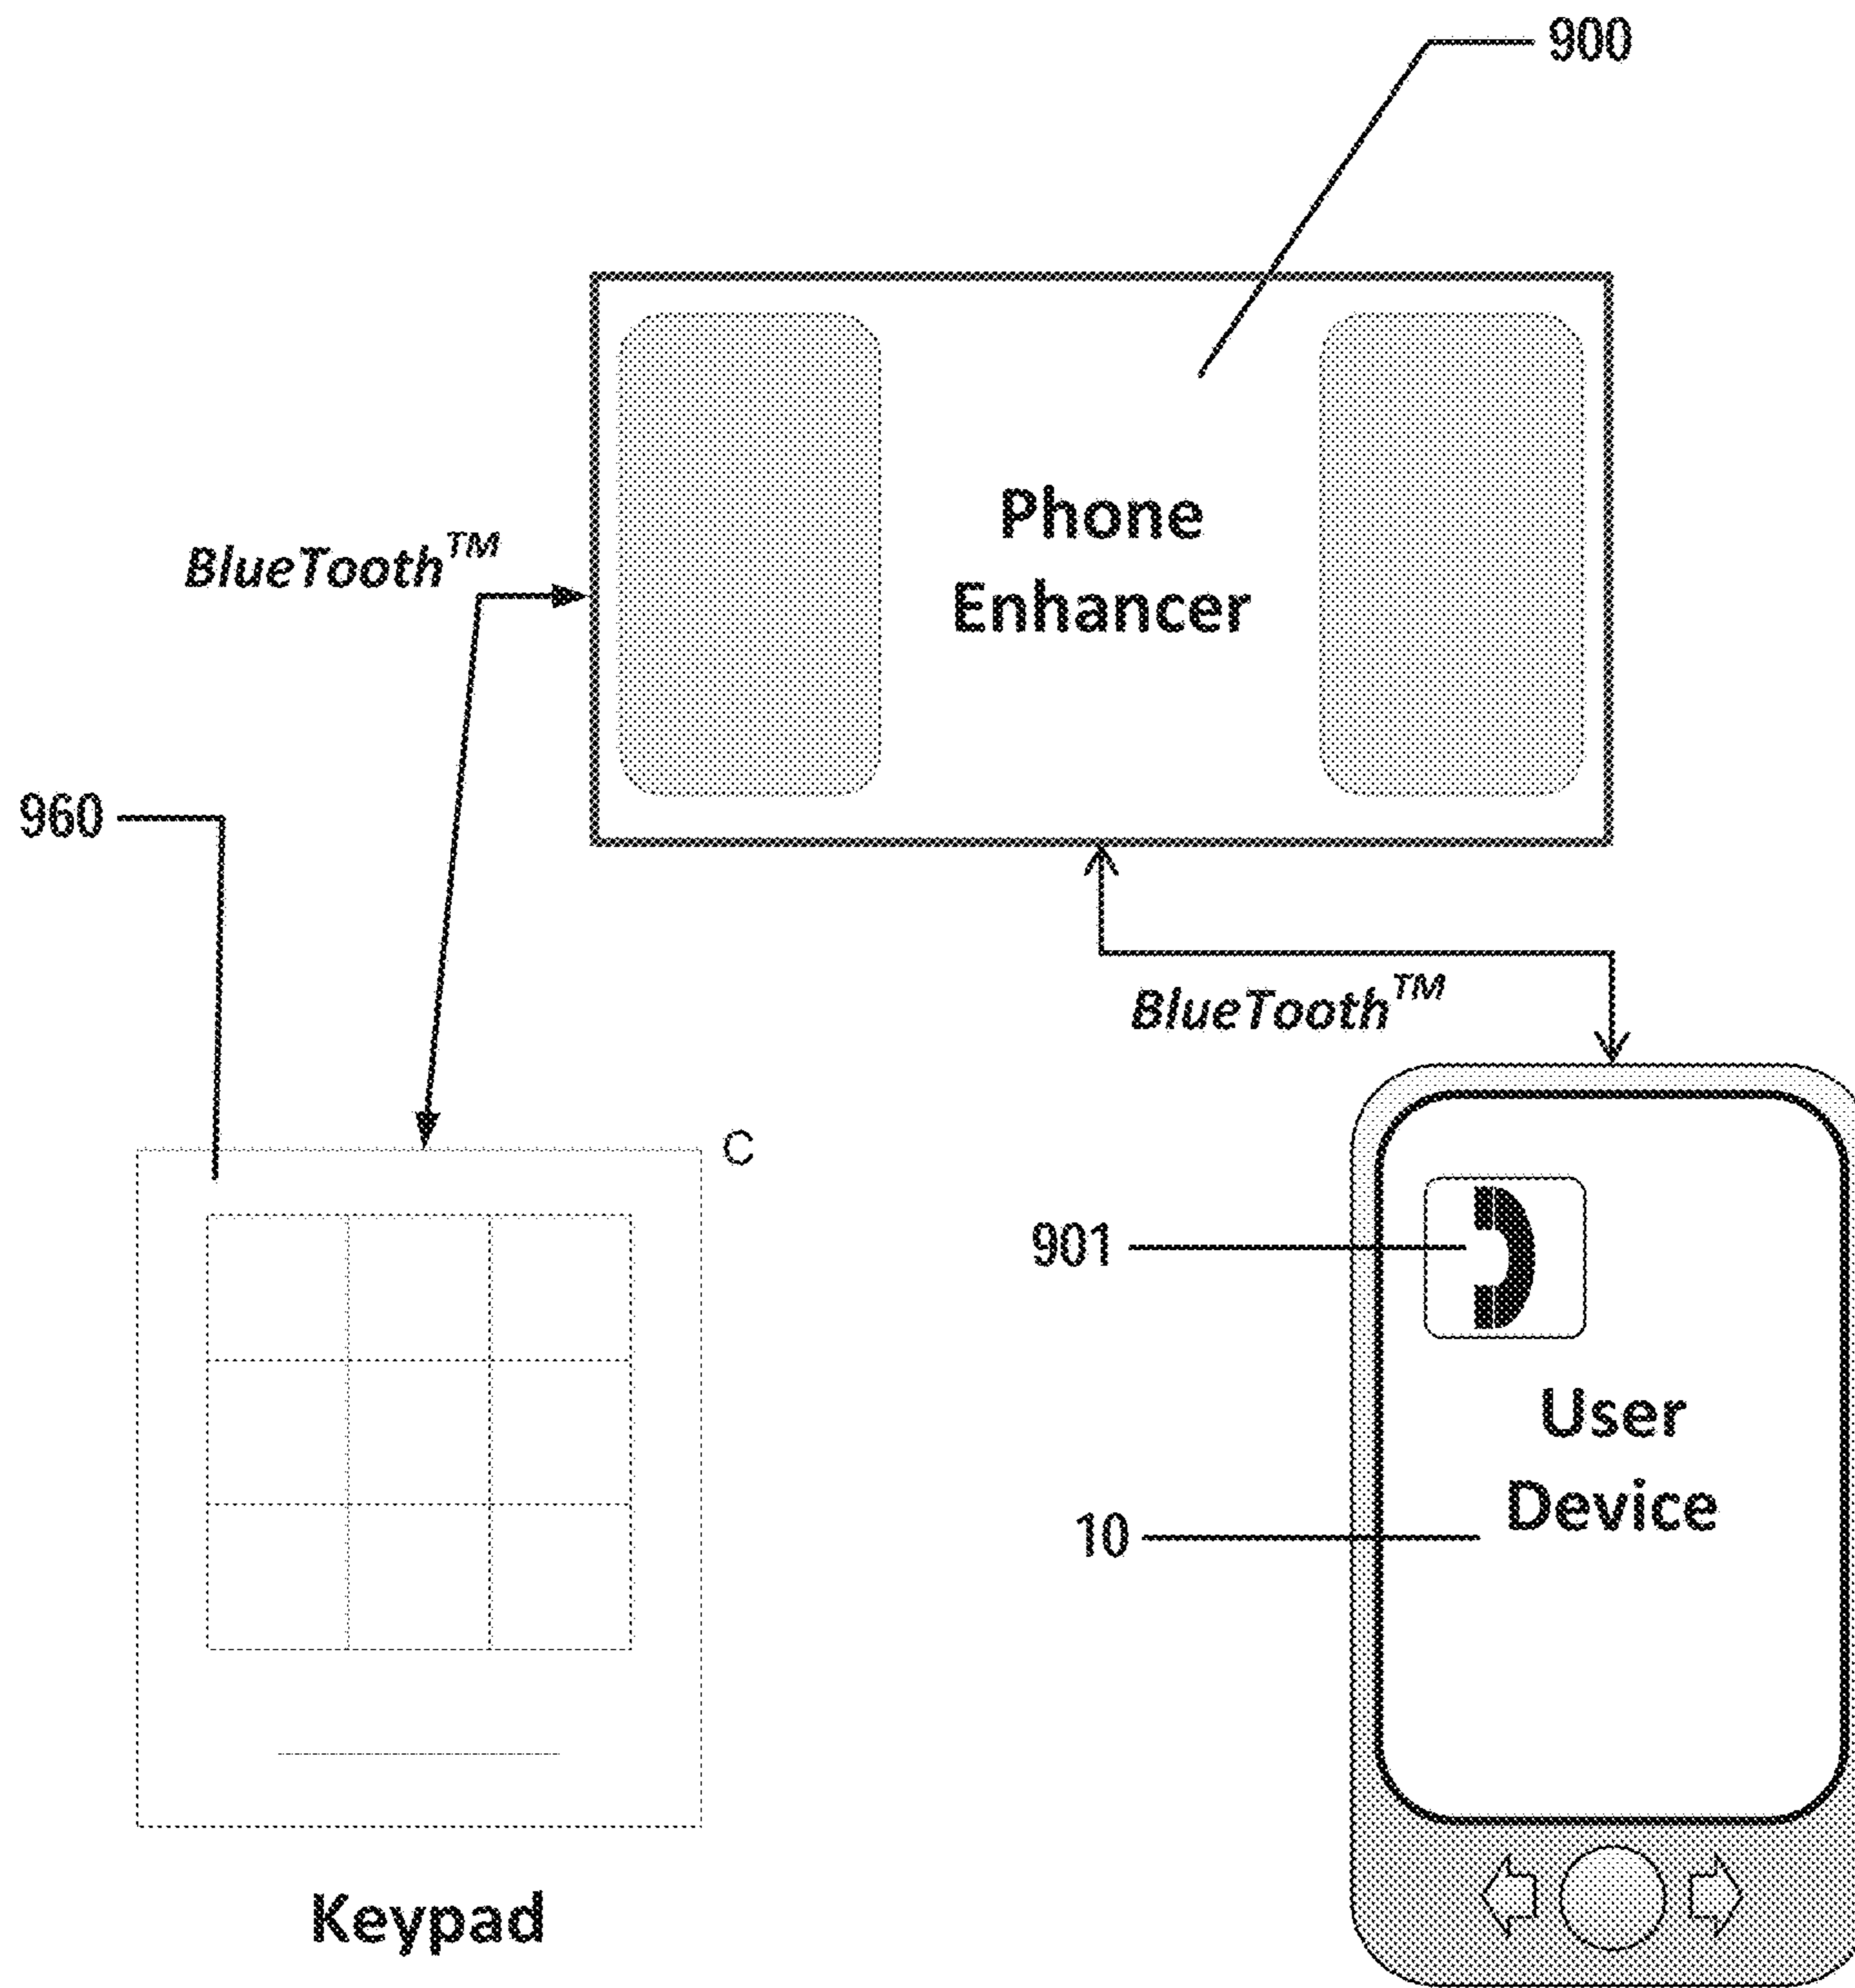 900
Phone
Enhancer
BlueTooth™
960
BlueTooth™
C
901
User
Device
10
Keypad